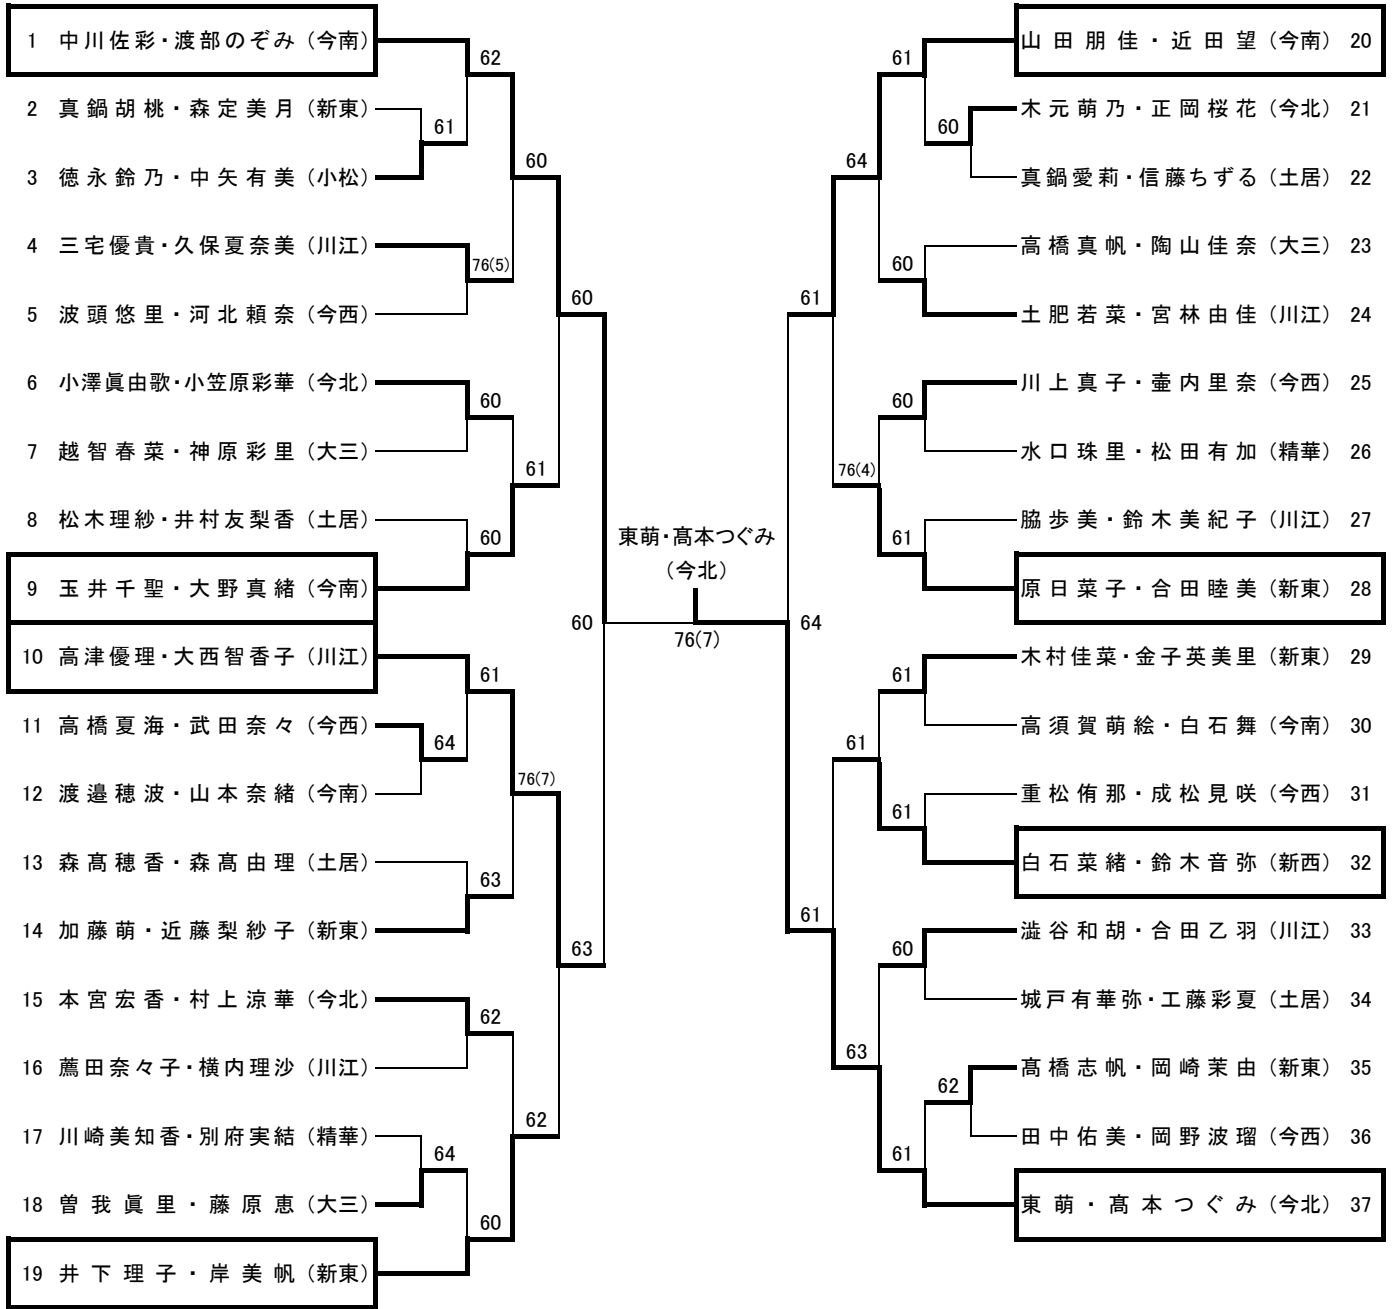 1 中川佐彩・渡部のぞみ（今南）
2 真鍋胡桃・森定美月（新東）
3 徳永鈴乃・中矢有美（小松）
4 三宅優貴・久保夏奈美（川江）
5 波頭悠里・河北頼奈（今西）
6 小澤眞由歌・小笠原彩華（今北）
7 越智春菜・神原彩里（大三）
8 松木理紗・井村友梨香（土居）
9 玉井千聖・大野真緒（今南）
10 高津優理・大西智香子（川江）
11 高橋夏海・武田奈々（今西）
12 渡邉穂波・山本奈緒（今南）
13 森髙穂香・森髙由理（土居）
14 加藤萌・近藤梨紗子（新東）
15 本宮宏香・村上涼華（今北）
16 薦田奈々子・横内理沙（川江）
17 川崎美知香・別府実結（精華）
18 曽我眞里・藤原恵（大三）
19 井下理子・岸美帆（新東）
62
61
60
76(5)
60
60
61
60
60
61
64
76(7)
63
63
62
62
64
60
東萌・髙本つぐみ
（今北）
76(7)
61
60
64
60
61
60
76(4)
61
64
61
61
61
61
60
63
62
61
山田朋佳・近田望（今南） 20
木元萌乃・正岡桜花（今北） 21
真鍋愛莉・信藤ちずる（土居） 22
高橋真帆・陶山佳奈（大三） 23
土肥若菜・宮林由佳（川江） 24
川上真子・壷内里奈（今西） 25
水口珠里・松田有加（精華） 26
脇歩美・鈴木美紀子（川江） 27
原日菜子・合田睦美（新東） 28
木村佳菜・金子英美里（新東） 29
高須賀萌絵・白石舞（今南） 30
重松侑那・成松見咲（今西） 31
白石菜緒・鈴木音弥（新西） 32
澁谷和胡・合田乙羽（川江） 33
城戸有華弥・工藤彩夏（土居） 34
髙橋志帆・岡崎茉由（新東） 35
田中佑美・岡野波瑠（今西） 36
東萌・髙本つぐみ（今北） 37